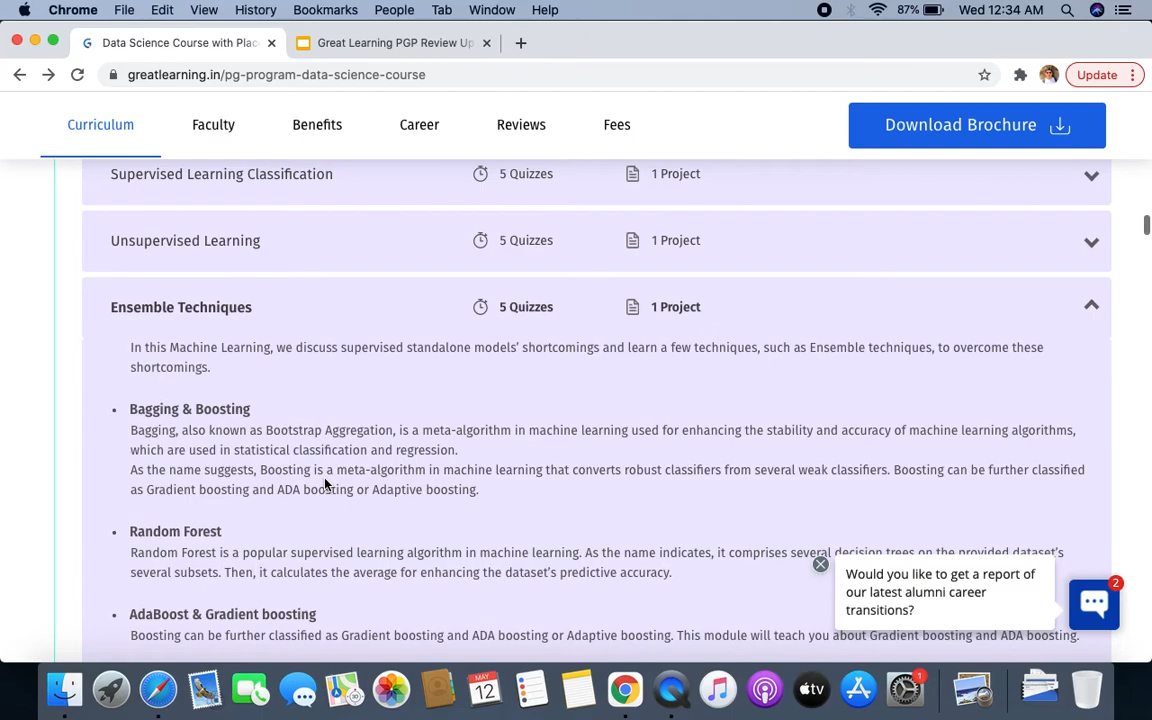 Chrome File Edit View History Bookmarks People Tab Window Help 87% Wed 12:34 AM
Data Science Course with Plac Great Learning PGP Review Up
greatlearning.in/pg-program-data-science-course Update
Curriculum Faculty Benefits Career Reviews Fees Download Brochure
Supervised Learning Classification 5 Quizzes 1 Project
Unsupervised Learning 5 Quizzes 1 Project
Ensemble Techniques 5 Quizzes 1 Project
In this Machine Learning, we discuss supervised standalone models' shortcomings and learn a few techniques, such as Ensemble techniques, to overcome these
shortcomings.
• Bagging & Boosting
Bagging, also known as Bootstrap Aggregation, is a meta-algorithm in machine learning used for enhancing the stability and accuracy of machine learning algorithms,
which are used in statistical classification and regression.
As the name suggests, Boosting is a meta-algorithm in machine learning that converts robust classifiers from several weak classifiers. Boosting can be further classified
as Gradient boosting and ADA boosting or Adaptive boosting.
• Random Forest
Random Forest is a popular supervised learning algorithm in machine learning. As the name indicates, it comprises several decision trees on the provided dataset's
several subsets. Then, it calculates the average for enhancing the dataset's predictive accuracy.
• AdaBoost & Gradient boosting
Boosting can be further classified as Gradient boosting and ADA boosting or Adaptive boosting. This module will teach you about Gradient boosting and ADA boosting.
Would you like to get a report of
our latest alumni career
transitions?
2
MAY
12
tv
1